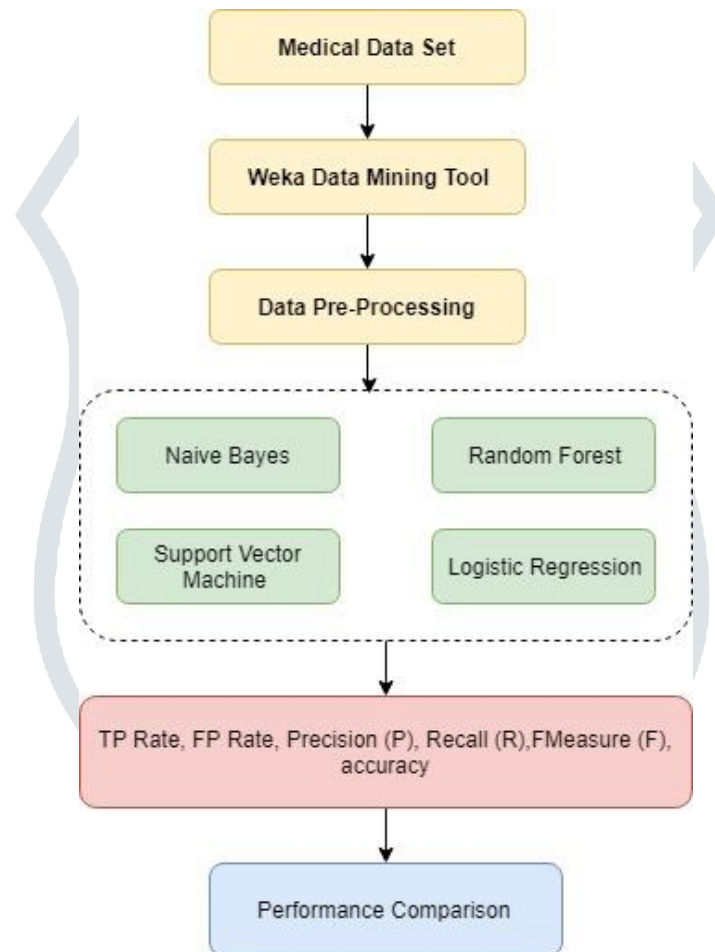 Medical Data Set
Weka Data Mining Tool
Data Pre-Processing
Naive Bayes
Random Forest
Support Vector
Machine
Logistic Regression
TP Rate, FP Rate, Precision (P), Recall (R),FMeasure (F),
accuracy
Performance Comparison